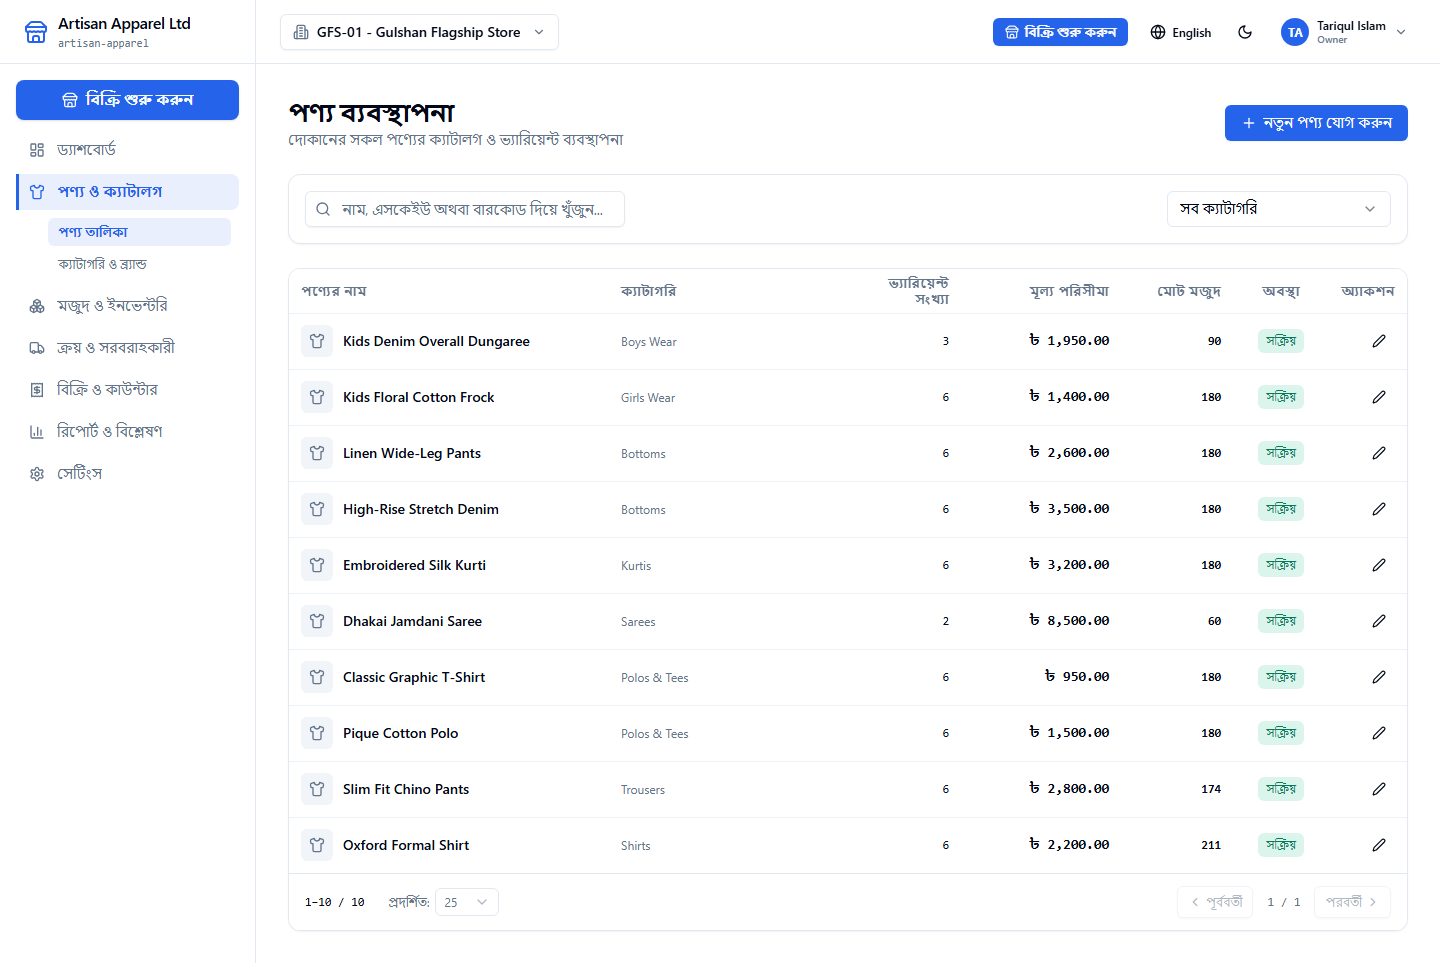 Artisan Apparel Ltd
artisan-apparel
GFS-01 - Gulshan Flagship Store
বিক্রি শুরু করুন
English
TA
Tariqul Islam
Owner
বিক্রি শুরু করুন
ড্যাশবোর্ড
পণ্য ও ক্যাটালগ
পণ্য তালিকা
ক্যাটাগরি ও ব্র্যান্ড
মজুদ ও ইনভেন্টরি
ক্রয় ও সরবরাহকারী
বিক্রি ও কাউন্টার
রিপোর্ট ও বিশ্লেষণ
সেটিংস
পণ্য ব্যবস্থাপনা
দোকানের সকল পণ্যের ক্যাটালগ ও ভ্যারিয়েন্ট ব্যবস্থাপনা
নতুন পণ্য যোগ করুন
নাম, এসকেইউ অথবা বারকোড দিয়ে খুঁজুন...
সব ক্যাটাগরি
পণ্যের নাম ক্যাটাগরি ভ্যারিয়েন্ট সংখ্যা মূল্য পরিসীমা মোট মজুদ অবস্থা অ্যাকশন
Kids Denim Overall Dungaree Boys Wear 3 ৳ 1,950.00 90 সক্রিয়
Kids Floral Cotton Frock Girls Wear 6 ৳ 1,400.00 180 সক্রিয়
Linen Wide-Leg Pants Bottoms 6 ৳ 2,600.00 180 সক্রিয়
High-Rise Stretch Denim Bottoms 6 ৳ 3,500.00 180 সক্রিয়
Embroidered Silk Kurti Kurtis 6 ৳ 3,200.00 180 সক্রিয়
Dhakai Jamdani Saree Sarees 2 ৳ 8,500.00 60 সক্রিয়
Classic Graphic T-Shirt Polos & Tees 6 ৳ 950.00 180 সক্রিয়
Pique Cotton Polo Polos & Tees 6 ৳ 1,500.00 180 সক্রিয়
Slim Fit Chino Pants Trousers 6 ৳ 2,800.00 174 সক্রিয়
Oxford Formal Shirt Shirts 6 ৳ 2,200.00 211 সক্রিয়
1–10 / 10 প্রদর্শিত: 25 পূর্ববর্তী 1 / 1 পরবর্তী